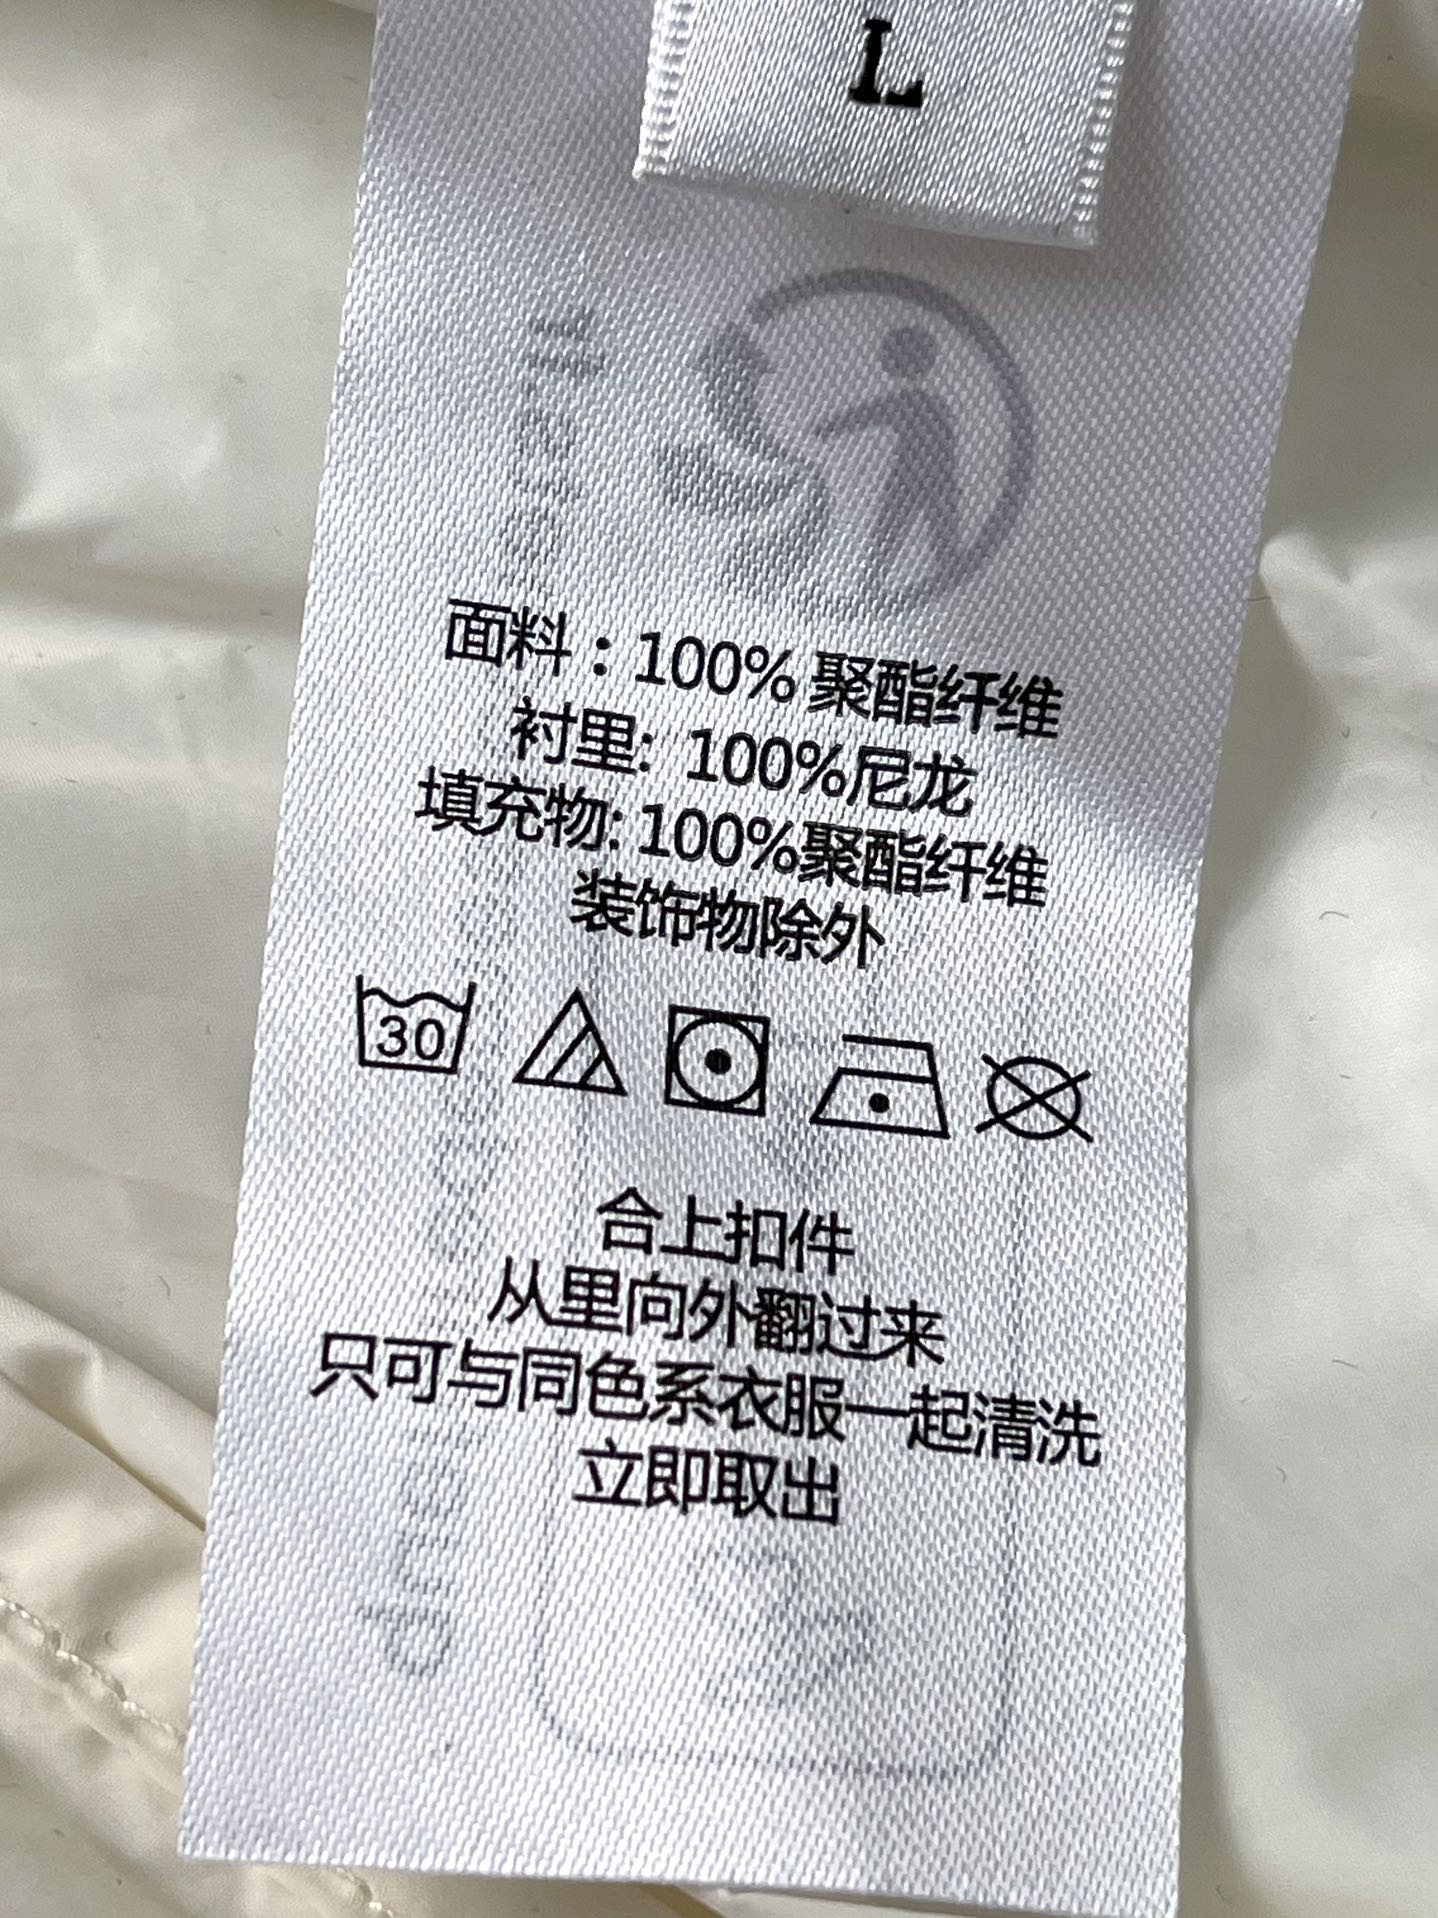 L
面料：100% 聚酯纤维
衬里: 100%尼龙
填充物: 100%聚酯纤维
装饰物除外
30
合上扣件
从里向外翻过来
只可与同色系衣服一起清洗
立即取出